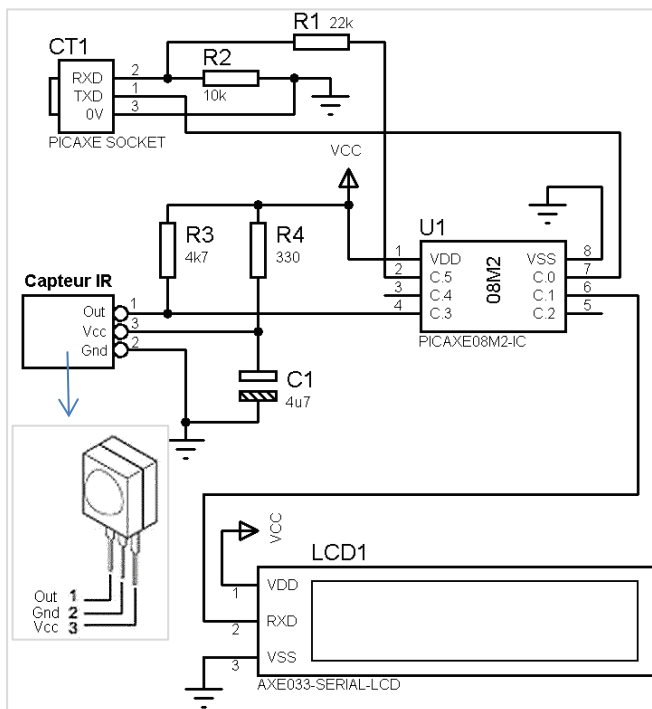 R1 22k
CT1
R2
10k
RXD 2
TXD 1
0V 3
PICAXE SOCKET
VCC
R3
4k7
R4
330
U1
1 VDD VSS 8
2 C.5 C.0 7
3 C.4 C.1 6
4 C.3 C.2 5
08M2
PICAXE08M2-IC
Capteur IR
Out 1
Vcc 3
Gnd 2
C1
4u7
Out 1
Gnd 2
Vcc 3
VCC
LCD1
1 VDD
2 RXD
3 VSS
AXE033-SERIAL-LCD